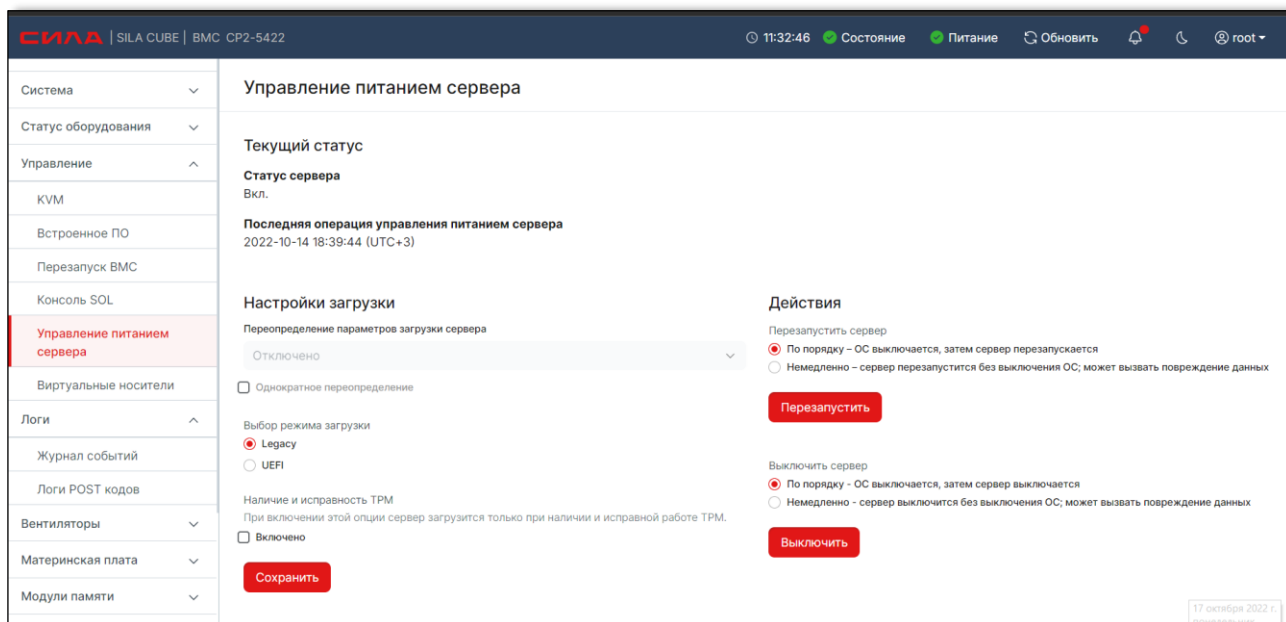 СИЛА | SILA CUBE | BMC CP2-5422
11:32:46 Состояние Питание Обновить root
Система
Статус оборудования
Управление
KVM
Встроенное ПО
Перезапуск BMC
Консоль SOL
Управление питанием
сервера
Виртуальные носители
Логи
Журнал событий
Логи POST кодов
Вентиляторы
Материнская плата
Модули памяти
Управление питанием сервера
Текущий статус
Статус сервера
Вкл.
Последняя операция управления питанием сервера
2022-10-14 18:39:44 (UTC+3)
Настройки загрузки
Переопределение параметров загрузки сервера
Отключено
Однократное переопределение
Выбор режима загрузки
Legacy
UEFI
Наличие и исправность TPM
При включении этой опции сервер загрузится только при наличии и исправной работе TPM.
Включено
Сохранить
Действия
Перезапустить сервер
По порядку – ОС выключается, затем сервер перезапускается
Немедленно – сервер перезапустится без выключения ОС; может вызвать повреждение данных
Перезапустить
Выключить сервер
По порядку - ОС выключается, затем сервер выключается
Немедленно - сервер выключится без выключения ОС; может вызвать повреждение данных
Выключить
17 октября 2022 г.